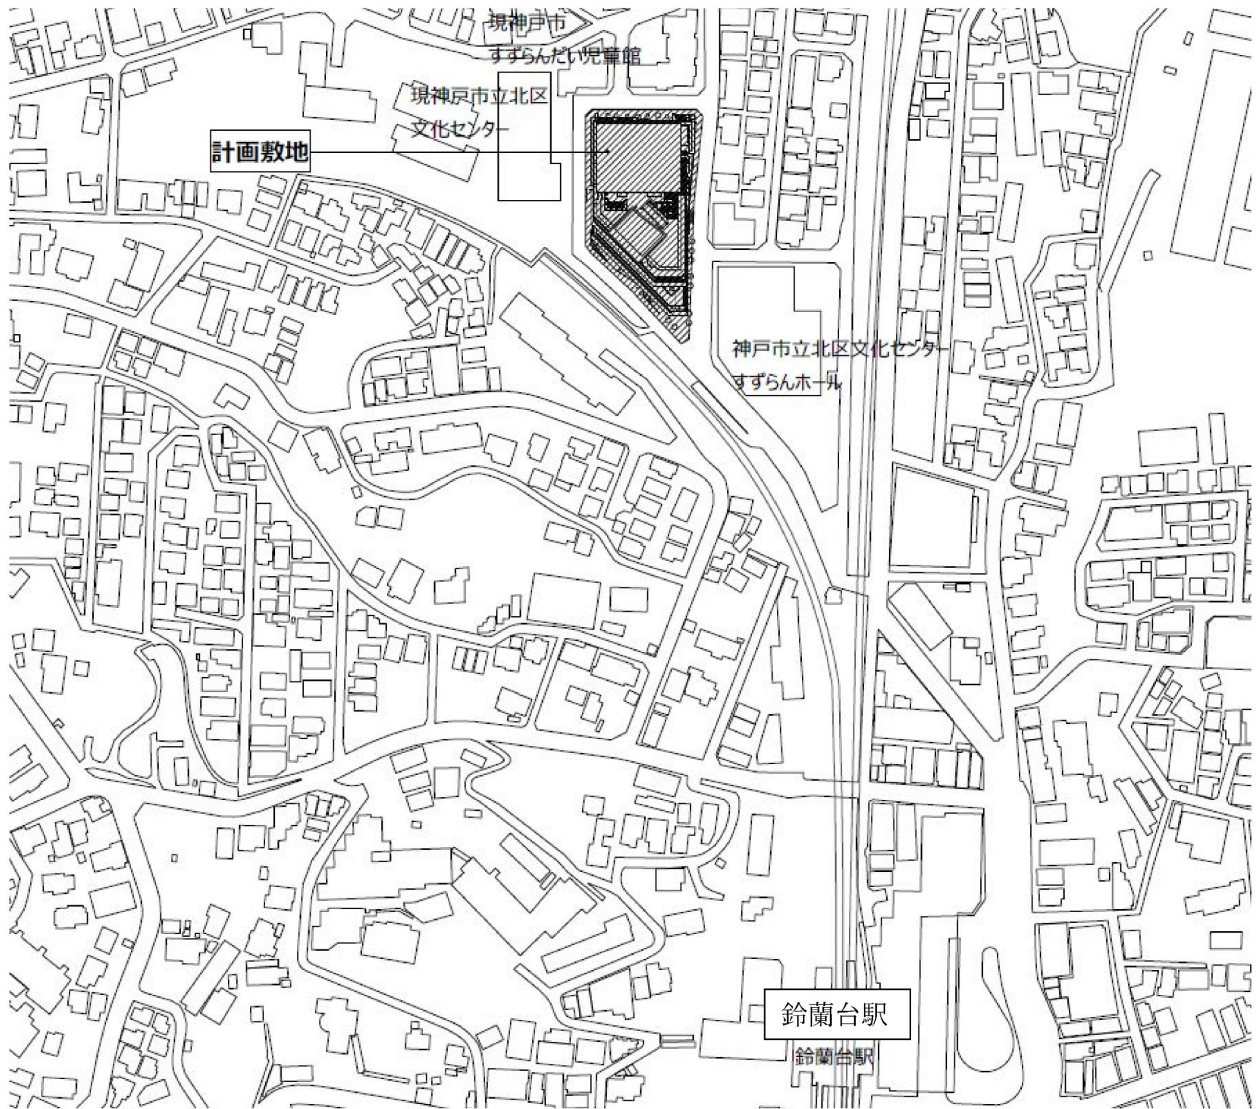 現神戸市
すずらんだい児童館
現神戸市立北区
文化センター
計画敷地
神戸市立北区文化センター
すずらんホール
鈴蘭台駅
鈴蘭台駅